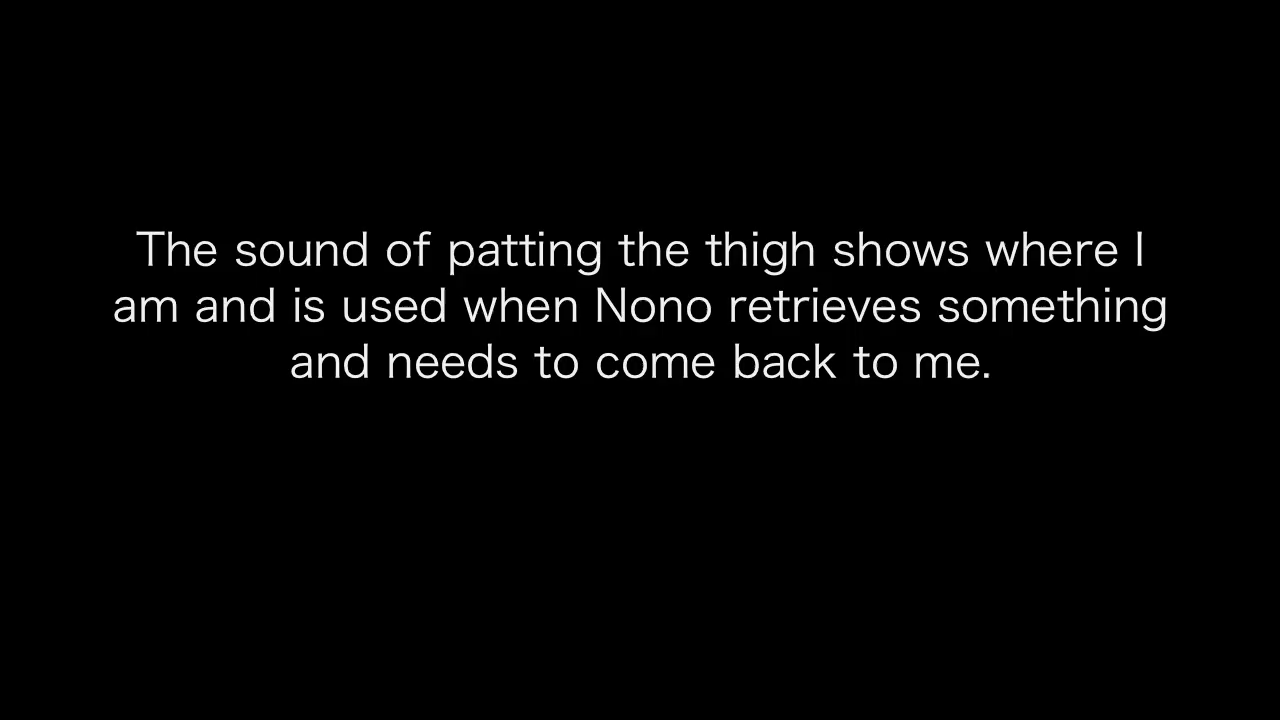 The sound of patting the thigh shows where I
am and is used when Nono retrieves something
and needs to come back to me.